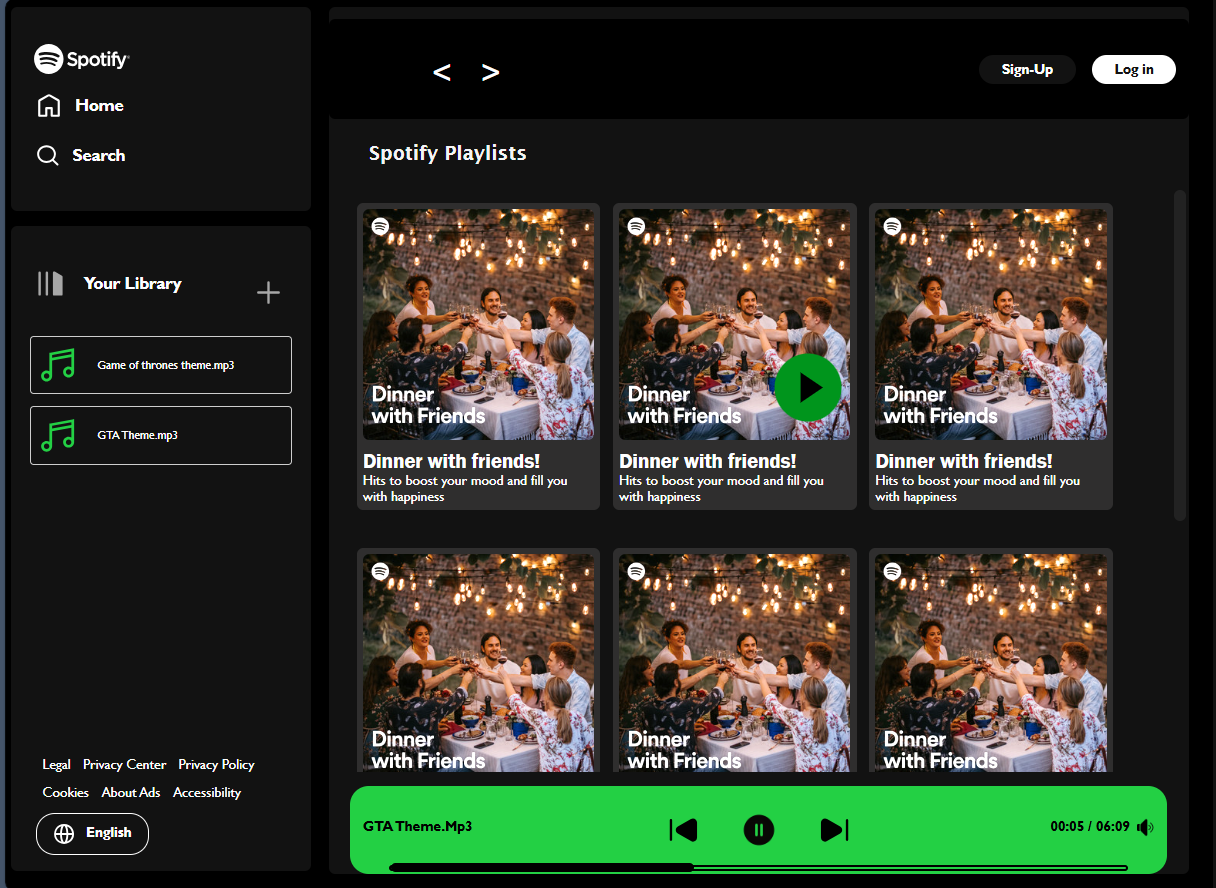 Spotify
Home
Search
Your Library
Game of thrones theme.mp3
GTA Theme.mp3
Legal Privacy Center Privacy Policy
Cookies About Ads Accessibility
English
< >
Sign-Up
Log in
Spotify Playlists
Dinner
with Friends
Dinner with friends!
Hits to boost your mood and fill you
with happiness
Dinner
with Friends
Dinner with friends!
Hits to boost your mood and fill you
with happiness
Dinner
with Friends
Dinner with friends!
Hits to boost your mood and fill you
with happiness
Dinner
with Friends
Dinner
with Friends
Dinner
with Friends
GTA Theme.Mp3
00:05 / 06:09